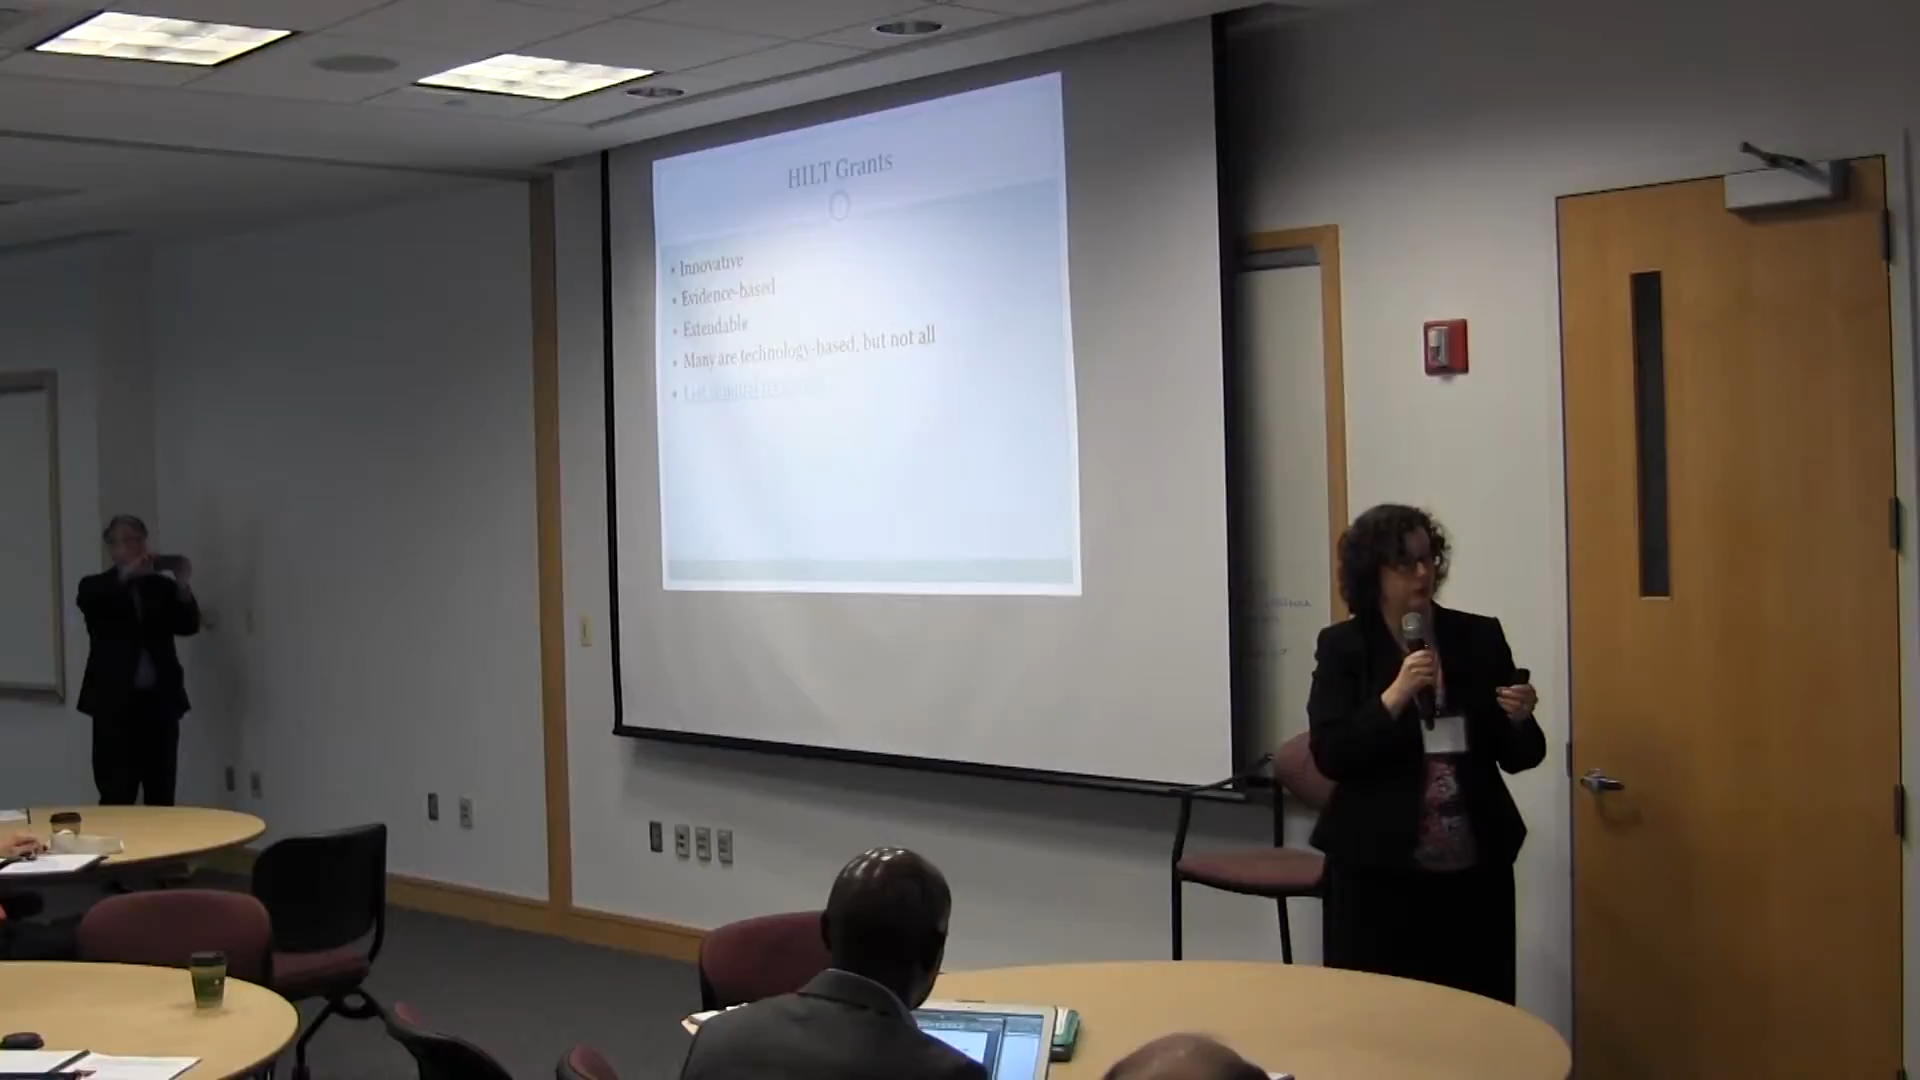 HILT Grants
• Innovative
• Evidence-based
• Extendable
• Many are technology-based, but not all